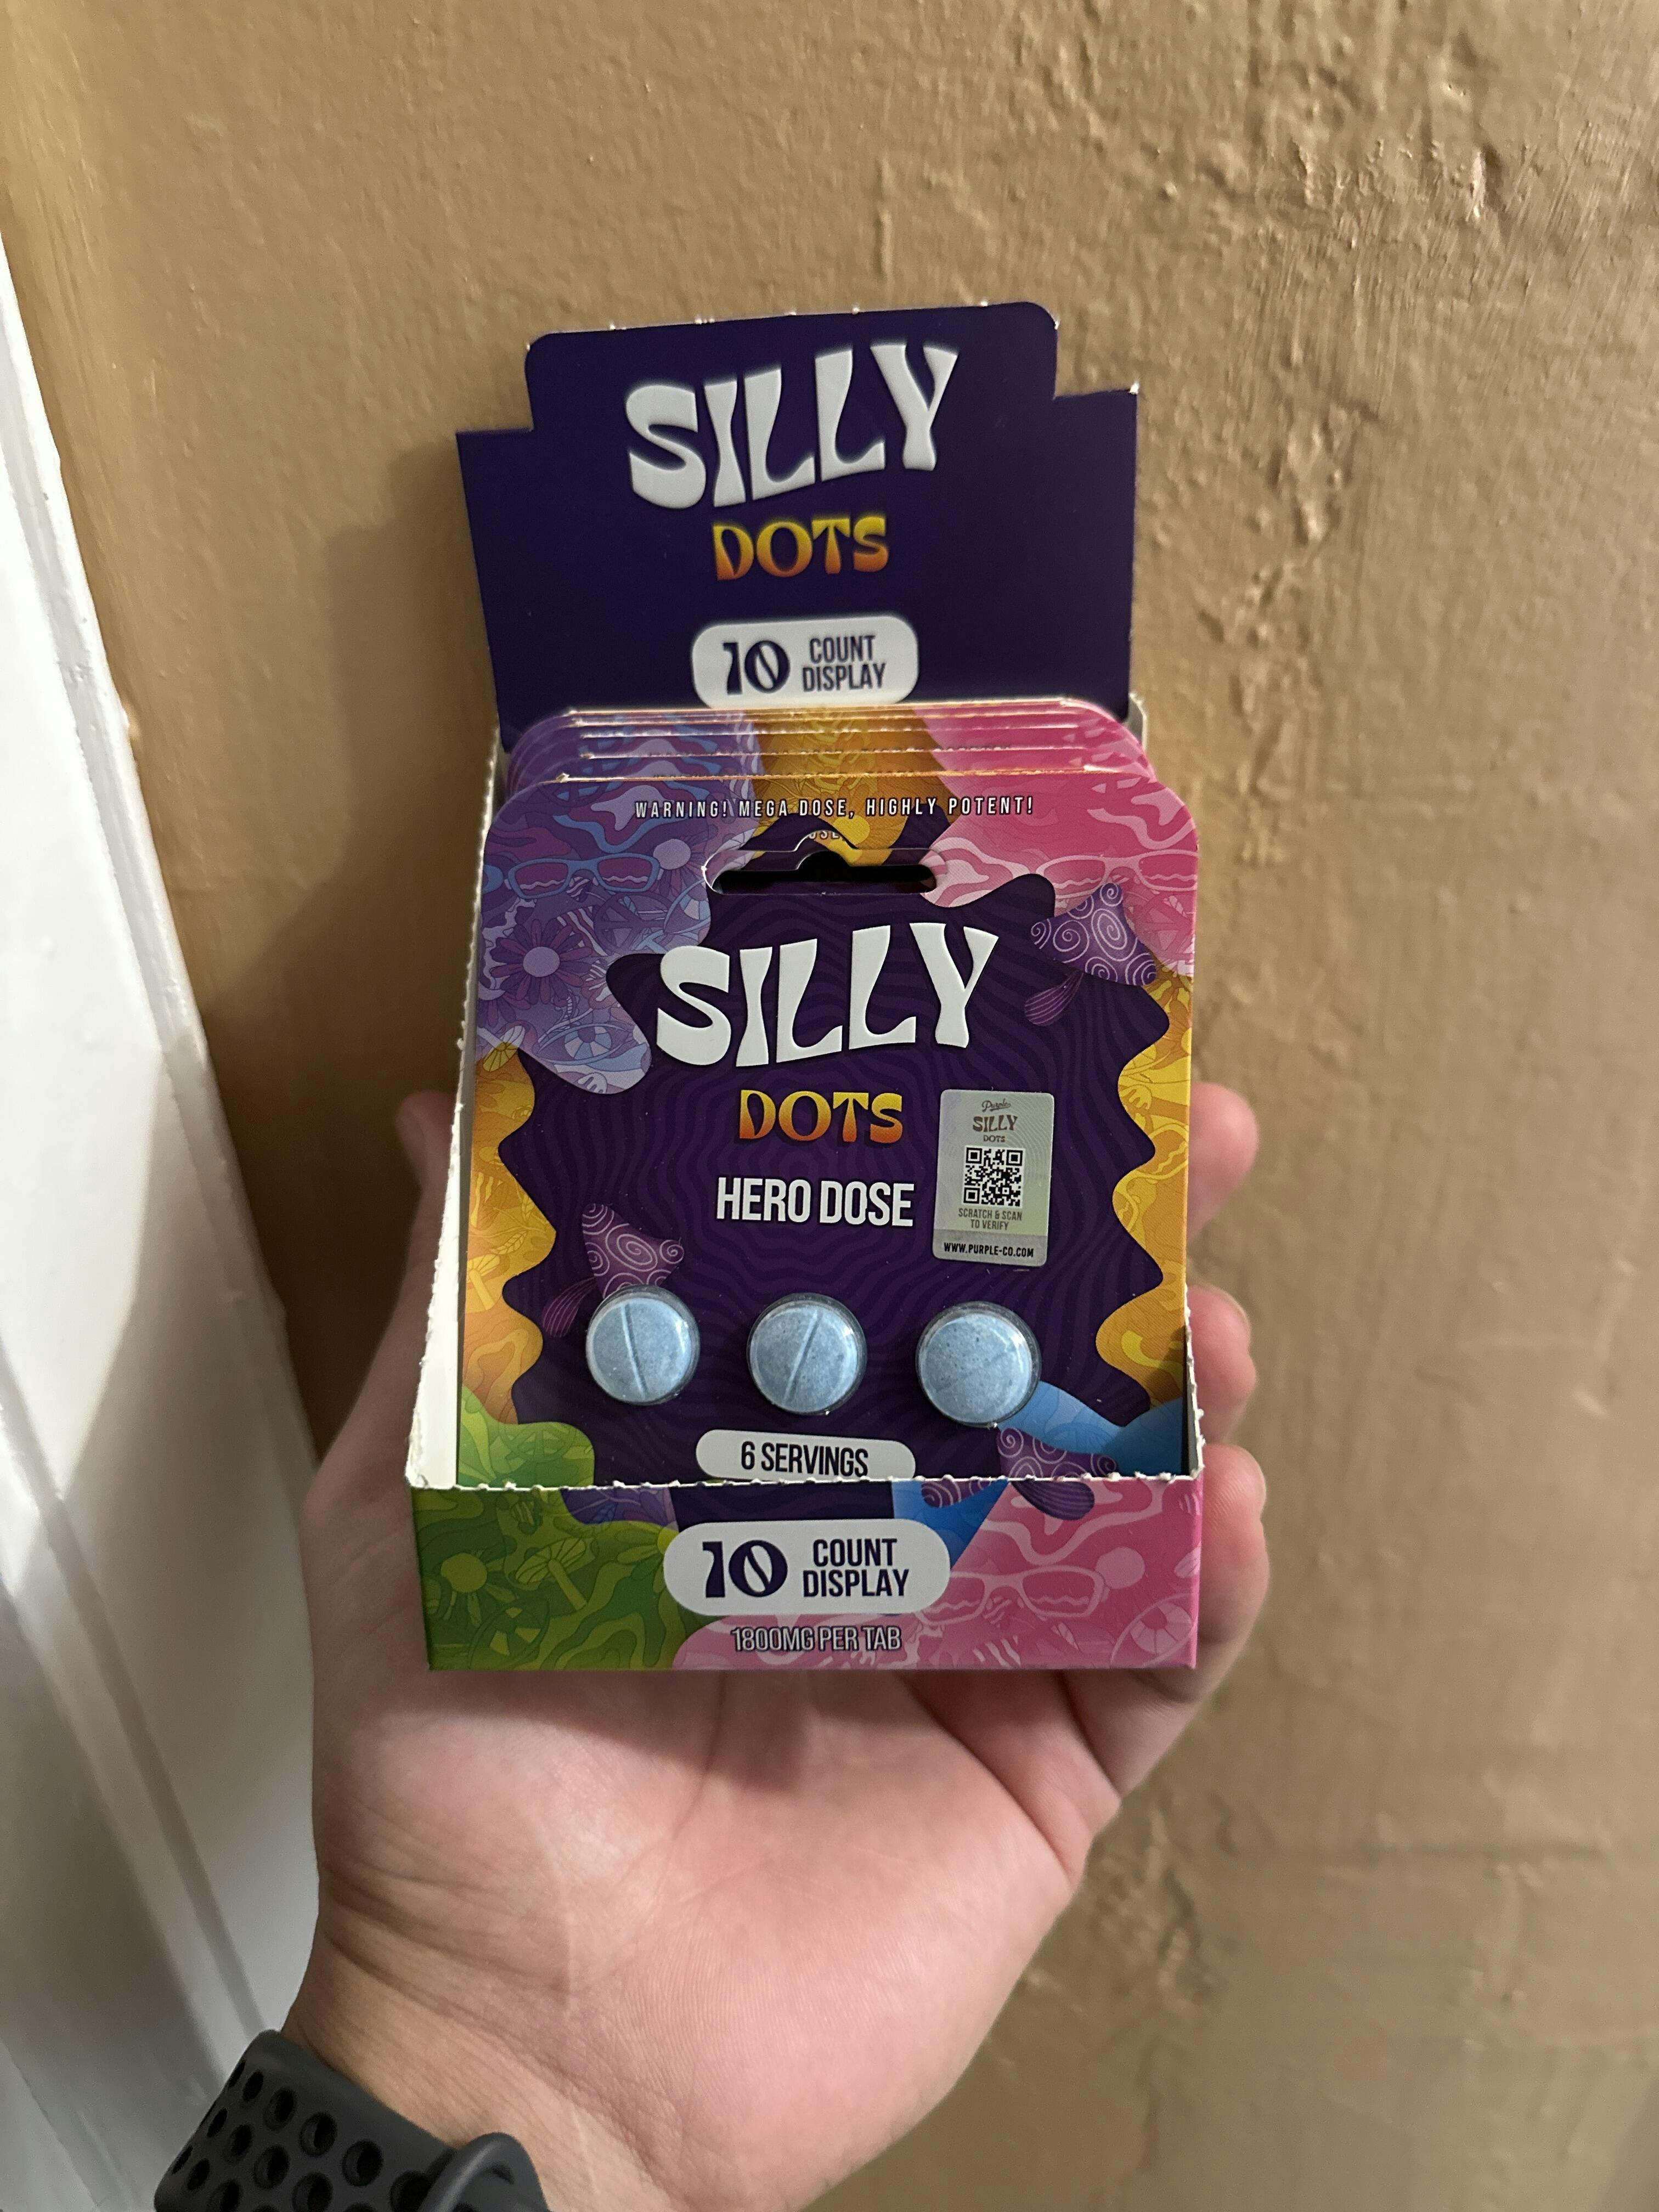 SILLY
DOTS
10 COUNT
DISPLAY
WARNING! MEGA DOSE, HIGHLY POTENT!
SILLY
DOTS
HERO DOSE
Purple
SILLY
DOTS
SCRATCH & SCAN
TO VERIFY
WWW.PURPLE-CO.COM
6 SERVINGS
10 COUNT
DISPLAY
1800MG PER TAB